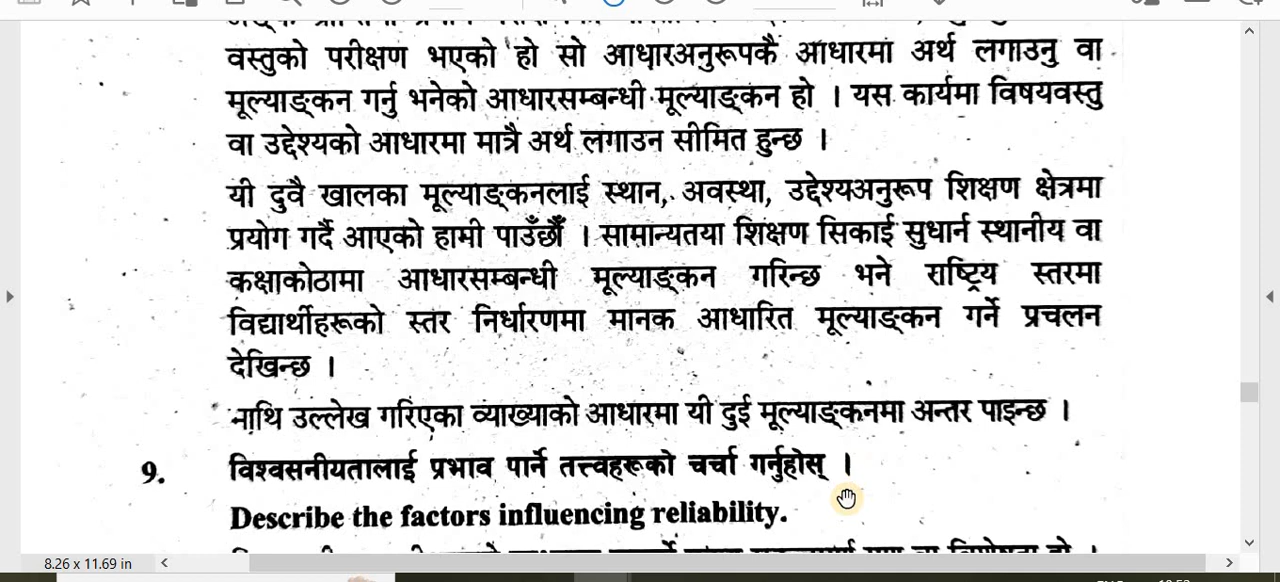 वस्तुको परीक्षण भएको हो सो आधारअनुरूपकै आधारमा अर्थ लगाउनु वा
मूल्याङ्कन गर्नु भनेको आधारसम्बन्धी मूल्याङ्कन हो । यस कार्यमा विषयवस्तु
वा उद्देश्यको आधारमा मात्रै अर्थ लगाउन सीमित हुन्छ ।
यी दुवै खालका मूल्याङ्कनलाई स्थान, अवस्था, उद्देश्यअनुरूप शिक्षण क्षेत्रमा
प्रयोग गर्दै आएको हामी पाउँछौँ । सामान्यतया शिक्षण सिकाई सुधार्न स्थानीय वा
कक्षाकोठामा आधारसम्बन्धी मूल्याङ्कन गरिन्छ भने राष्ट्रिय स्तरमा
विद्यार्थीहरूको स्तर निर्धारणमा मानक आधारित मूल्याङ्कन गर्ने प्रचलन
देखिन्छ ।
माथि उल्लेख गरिएका व्याख्याको आधारमा यी दुई मूल्याङ्कनमा अन्तर पाइन्छ ।
9. विश्वसनीयतालाई प्रभाव पार्ने तत्त्वहरूको चर्चा गर्नुहोस् ।
Describe the factors influencing reliability.
8.26 x 11.69 in